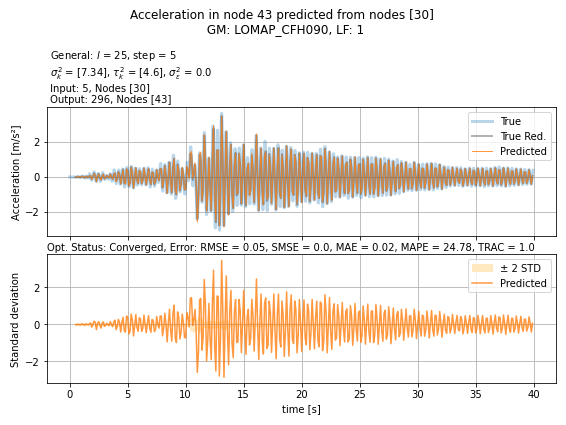 Acceleration in node 43 predicted from nodes [30]
GM: LOMAP_CFH090, LF: 1
General: l = 25, step = 5
σ²ₖ = [7.34], τ²ₖ = [4.6], σ²ε = 0.0
Input: 5, Nodes [30]
Output: 296, Nodes [43]
True
True Red.
Predicted
Acceleration [m/s²]
2
0
−2
Opt. Status: Converged, Error: RMSE = 0.05, SMSE = 0.0, MAE = 0.02, MAPE = 24.78, TRAC = 1.0
± 2 STD
Predicted
Standard deviation
2
0
−2
0 5 10 15 20 25 30 35 40
time [s]